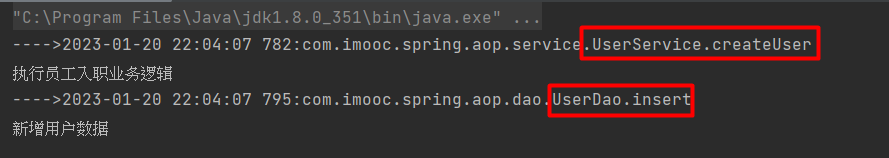 "C:\Program Files\Java\jdk1.8.0_351\bin\java.exe" ...
---->2023-01-20 22:04:07 782:com.imooc.spring.aop.service.UserService.createUser
执行员工入职业务逻辑
---->2023-01-20 22:04:07 795:com.imooc.spring.aop.dao.UserDao.insert
新增用户数据